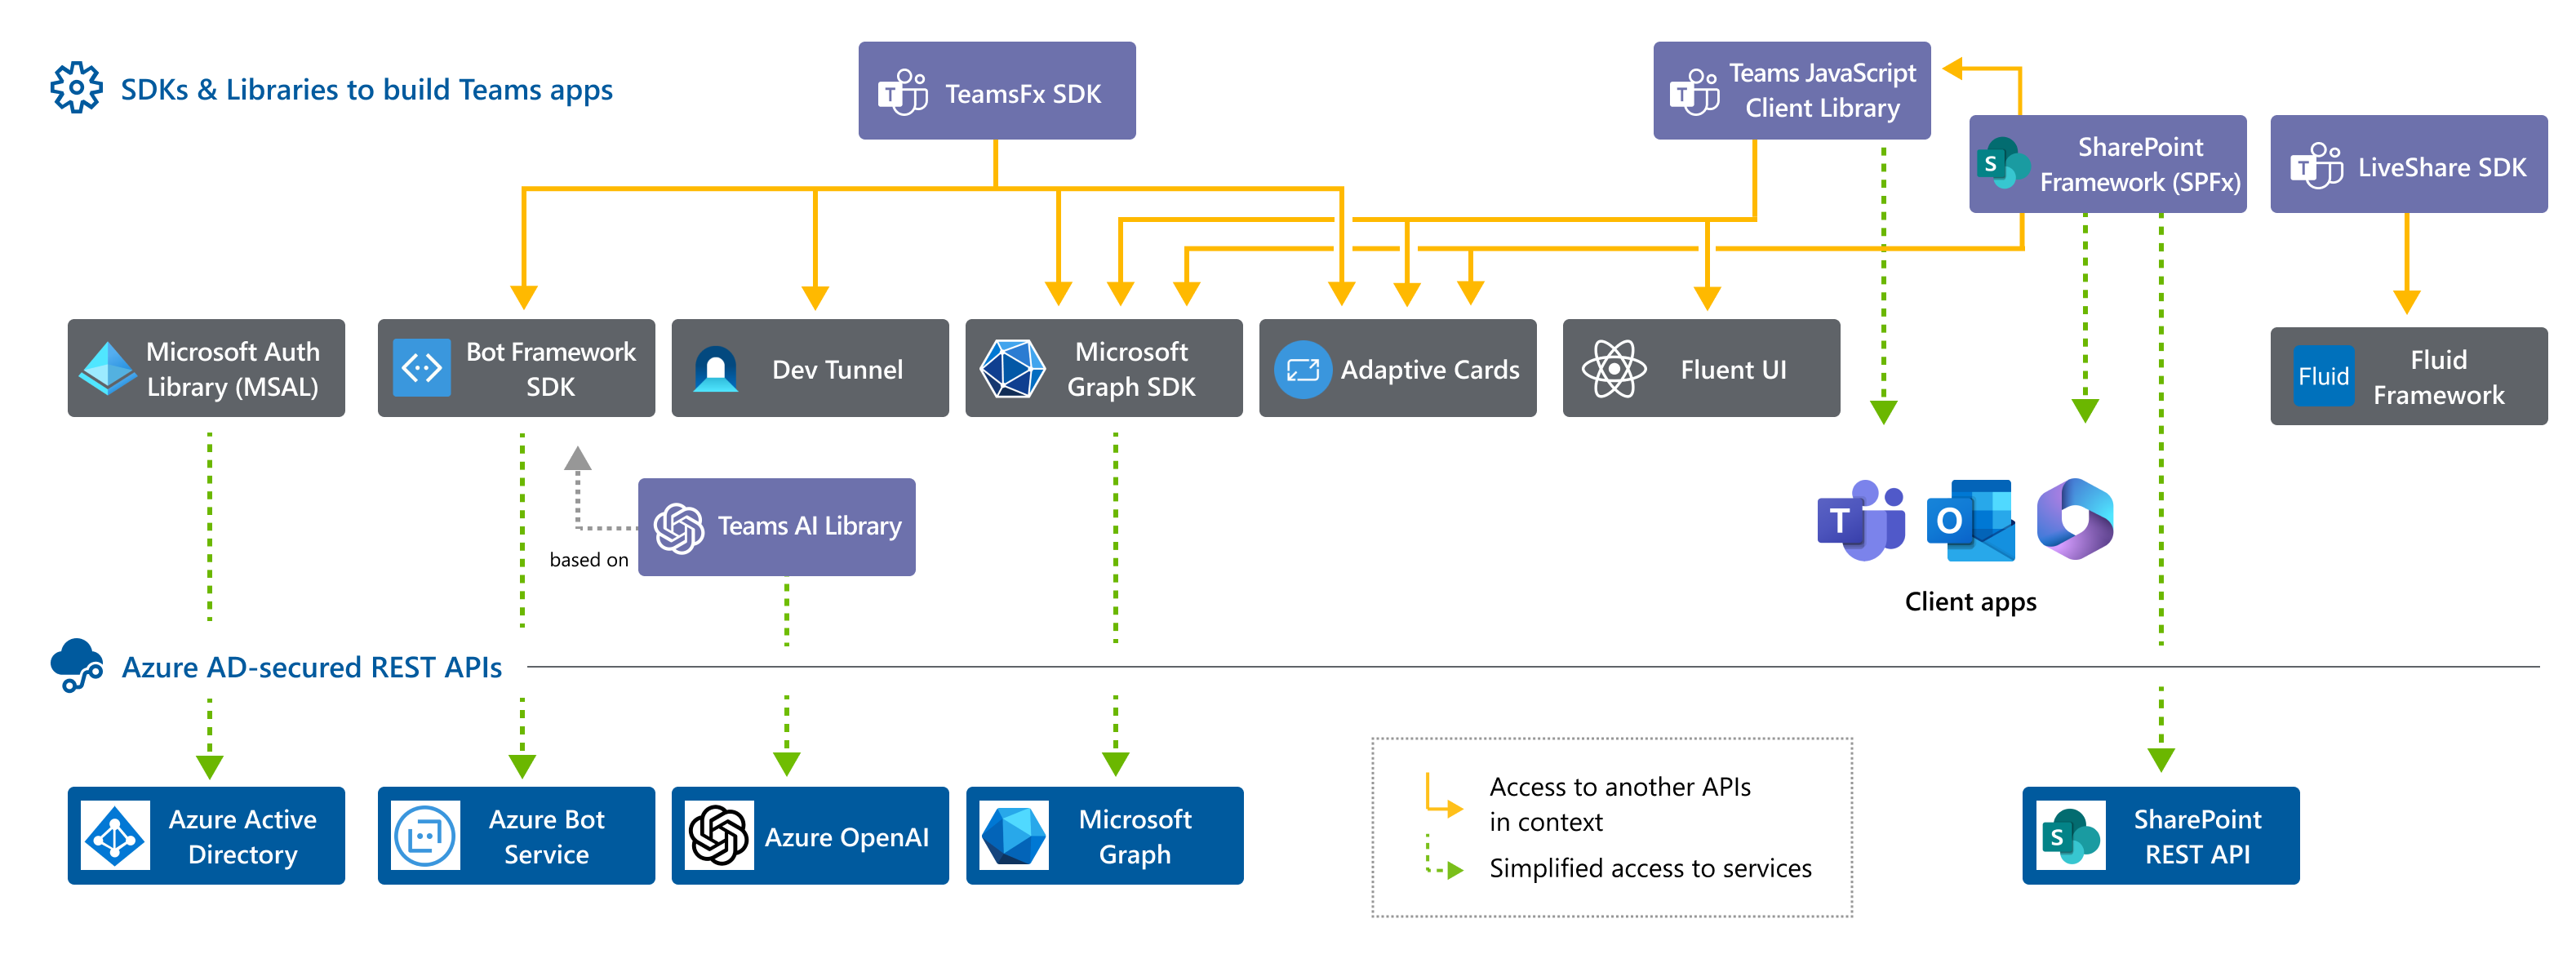 SDKs & Libraries to build Teams apps
T
TeamsFx SDK
T
Teams JavaScript
Client Library
S
SharePoint
Framework (SPFx)
T
LiveShare SDK
Microsoft Auth
Library (MSAL)
Bot Framework
SDK
Dev Tunnel
Microsoft
Graph SDK
Adaptive Cards
Fluent UI
Fluid
Fluid
Framework
based on
Teams AI Library
T
O
Client apps
Azure AD-secured REST APIs
Azure Active
Directory
Azure Bot
Service
Azure OpenAI
Microsoft
Graph
Access to another APIs
in context
Simplified access to services
S
SharePoint
REST API